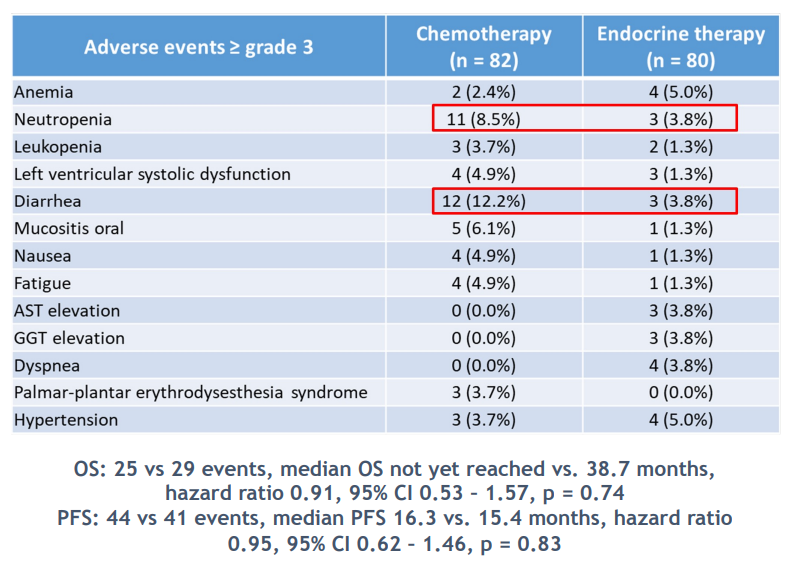 Adverse events ≥ grade 3 Chemotherapy (n = 82) Endocrine therapy (n = 80)
Anemia 2 (2.4%) 4 (5.0%)
Neutropenia 11 (8.5%) 3 (3.8%)
Leukopenia 3 (3.7%) 2 (1.3%)
Left ventricular systolic dysfunction 4 (4.9%) 3 (1.3%)
Diarrhea 12 (12.2%) 3 (3.8%)
Mucositis oral 5 (6.1%) 1 (1.3%)
Nausea 4 (4.9%) 1 (1.3%)
Fatigue 4 (4.9%) 1 (1.3%)
AST elevation 0 (0.0%) 3 (3.8%)
GGT elevation 0 (0.0%) 3 (3.8%)
Dyspnea 0 (0.0%) 4 (3.8%)
Palmar-plantar erythrodysesthesia syndrome 3 (3.7%) 0 (0.0%)
Hypertension 3 (3.7%) 4 (5.0%)
OS: 25 vs 29 events, median OS not yet reached vs. 38.7 months,
hazard ratio 0.91, 95% CI 0.53 – 1.57, p = 0.74
PFS: 44 vs 41 events, median PFS 16.3 vs. 15.4 months, hazard ratio
0.95, 95% CI 0.62 – 1.46, p = 0.83